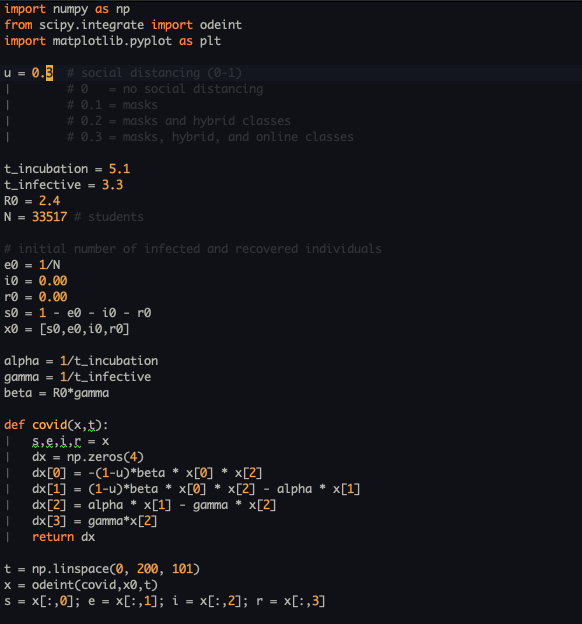 import numpy as np
from scipy.integrate import odeint
import matplotlib.pyplot as plt
u = 0.3  # social distancing (0-1)
|       # 0   = no social distancing
|       # 0.1 = masks
|       # 0.2 = masks and hybrid classes
|       # 0.3 = masks, hybrid, and online classes
t_incubation = 5.1
t_infective = 3.3
R0 = 2.4
N = 33517 # students
# initial number of infected and recovered individuals
e0 = 1/N
i0 = 0.00
r0 = 0.00
s0 = 1 - e0 - i0 - r0
x0 = [s0,e0,i0,r0]
alpha = 1/t_incubation
gamma = 1/t_infective
beta = R0*gamma
def covid(x,t):
|   s,e,i,r = x
|   dx = np.zeros(4)
|   dx[0] = -(1-u)*beta * x[0] * x[2]
|   dx[1] = (1-u)*beta * x[0] * x[2] - alpha * x[1]
|   dx[2] = alpha * x[1] - gamma * x[2]
|   dx[3] = gamma*x[2]
|   return dx
t = np.linspace(0, 200, 101)
x = odeint(covid,x0,t)
s = x[:,0]; e = x[:,1]; i = x[:,2]; r = x[:,3]